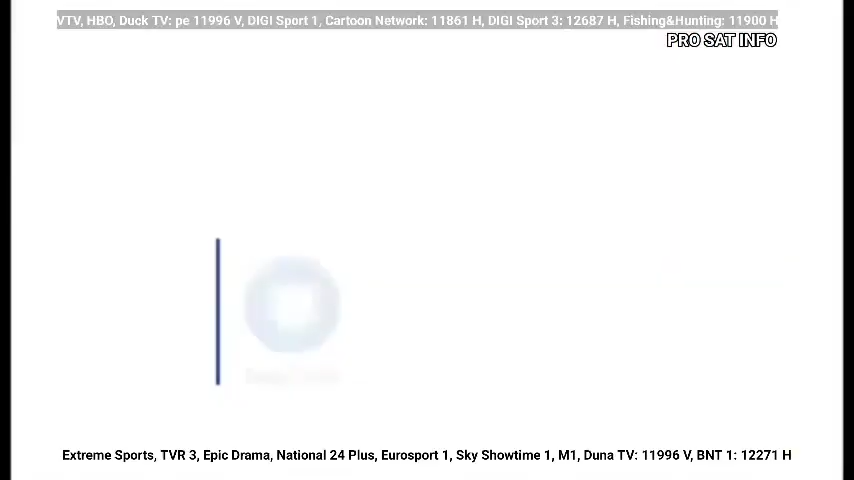 VTV, HBO, Duck TV: pe 11996 V, DIGI Sport 1, Cartoon Network: 11861 H, DIGI Sport 3: 12687 H, Fishing&Hunting: 11900 H
PRO SAT INFO
Extreme Sports, TVR 3, Epic Drama, National 24 Plus, Eurosport 1, Sky Showtime 1, M1, Duna TV: 11996 V, BNT 1: 12271 H